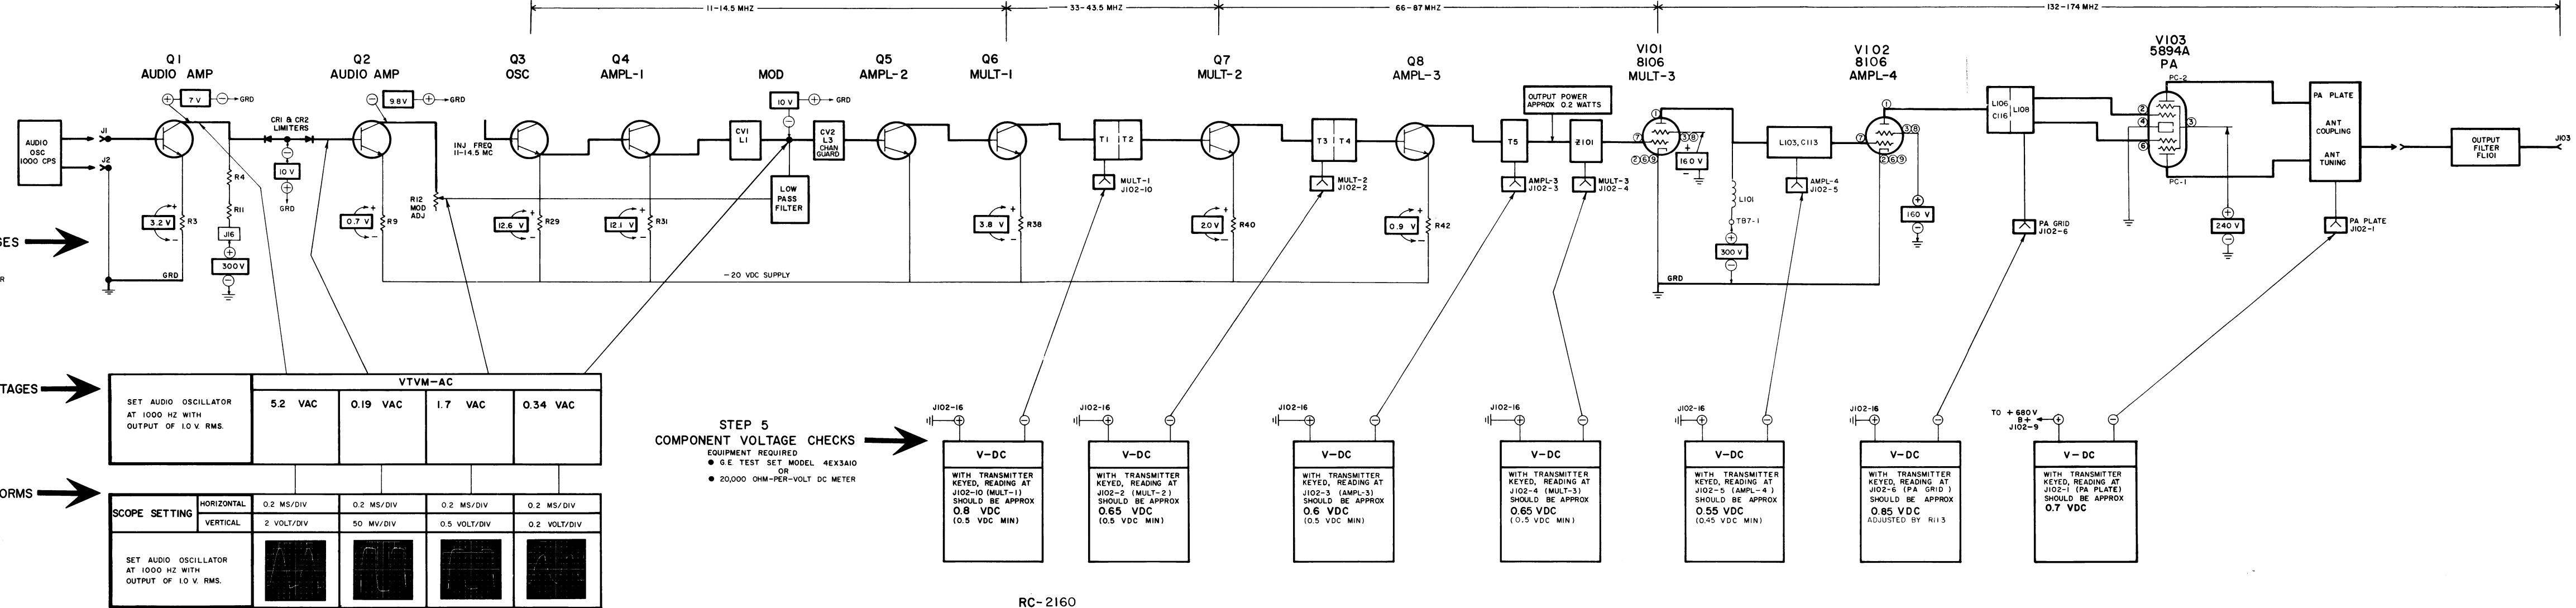 11-14.5 MHZ
33-43.5 MHZ
66-87 MHZ
132-174 MHZ
Q1
AUDIO AMP
Q2
AUDIO AMP
Q3
OSC
Q4
AMPL-1
MOD
Q5
AMPL-2
Q6
MULT-1
Q7
MULT-2
Q8
AMPL-3
V101
8106
MULT-3
V102
8106
AMPL-4
V103
5894A
PA
AUDIO
OSC
1000 CPS
J1
J2
+ 7 V - GRD
CR1 & CR2
LIMITERS
-
10 V
+
GRD
- 9.8V + GRD
R4
R11
J16
+
300 V
-
3.2 V
+
-
R3
GRD
0.7 V
+
-
R9
R12
MOD
ADJ
INJ FREQ
11-14.5 MC
12.6 V
+
-
R29
12.1 V
+
-
R31
10 V + GRD
-
CV1
L1
CV2
L3
CHAN
GUARD
LOW
PASS
FILTER
-20 VDC SUPPLY
3.8 V
+
-
R38
T1 T2
MULT-1
J102-10
2.0 V
+
-
R40
T3 T4
MULT-2
J102-2
0.9 V
+
-
R42
T5
AMPL-3
J102-3
OUTPUT POWER
APPROX 0.2 WATTS
Z101
MULT-3
J102-4
1
7
3 8
2 6 9
+
160 V
-
L101
TB7-1
+
300 V
-
GRD
L103, C113
AMPL-4
J102-5
1
7
3 8
2 6 9
+
160 V
-
L106
C116
L108
PA GRID
J102-6
PC-2
2
4
3
6
PC-1
+
240 V
-
PA PLATE
ANT
COUPLING
ANT
TUNING
PA PLATE
J102-1
OUTPUT
FILTER
FL101
J103
GES
R
TAGES
ORMS
SET AUDIO OSCILLATOR
AT 1000 HZ WITH
OUTPUT OF 1.0 V. RMS.
VTVM-AC
5.2 VAC
0.19 VAC
1.7 VAC
0.34 VAC
SCOPE SETTING
HORIZONTAL
0.2 MS/DIV
0.2 MS/DIV
0.2 MS/DIV
0.2 MS/DIV
VERTICAL
2 VOLT/DIV
50 MV/DIV
0.5 VOLT/DIV
0.2 VOLT/DIV
SET AUDIO OSCILLATOR
AT 1000 HZ WITH
OUTPUT OF 1.0 V. RMS.
STEP 5
COMPONENT VOLTAGE CHECKS
EQUIPMENT REQUIRED
● G.E. TEST SET MODEL 4EX3A10
OR
● 20,000 OHM-PER-VOLT DC METER
J102-16 + -
V-DC
WITH TRANSMITTER
KEYED, READING AT
J102-10 (MULT-1)
SHOULD BE APPROX
0.8 VDC
(0.5 VDC MIN)
J102-16 + -
V-DC
WITH TRANSMITTER
KEYED, READING AT
J102-2 (MULT-2)
SHOULD BE APPROX
0.65 VDC
(0.5 VDC MIN)
J102-16 + -
V-DC
WITH TRANSMITTER
KEYED, READING AT
J102-3 (AMPL-3)
SHOULD BE APPROX
0.6 VDC
(0.5 VDC MIN)
J102-16 + -
V-DC
WITH TRANSMITTER
KEYED, READING AT
J102-4 (MULT-3)
SHOULD BE APPROX
0.65 VDC
(0.5 VDC MIN)
J102-16 + -
V-DC
WITH TRANSMITTER
KEYED, READING AT
J102-5 (AMPL-4)
SHOULD BE APPROX
0.55 VDC
(0.45 VDC MIN)
J102-16 + -
V-DC
WITH TRANSMITTER
KEYED, READING AT
J102-6 (PA GRID)
SHOULD BE APPROX
0.85 VDC
ADJUSTED BY R113
TO +680V
B+
J102-9
+ -
V-DC
WITH TRANSMITTER
KEYED, READING AT
J102-1 (PA PLATE)
SHOULD BE APPROX
0.7 VDC
RC-2160